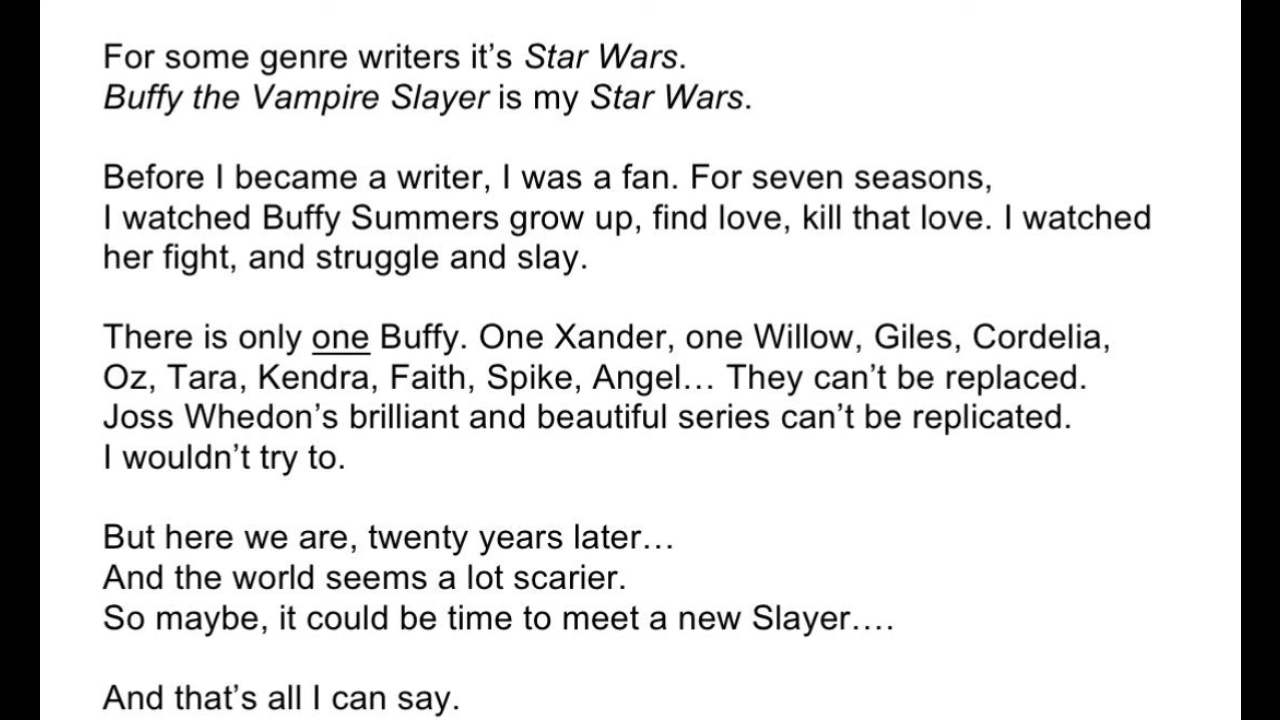 For some genre writers it’s Star Wars.
Buffy the Vampire Slayer is my Star Wars.
Before I became a writer, I was a fan. For seven seasons,
I watched Buffy Summers grow up, find love, kill that love. I watched
her fight, and struggle and slay.
There is only one Buffy. One Xander, one Willow, Giles, Cordelia,
Oz, Tara, Kendra, Faith, Spike, Angel… They can’t be replaced.
Joss Whedon’s brilliant and beautiful series can’t be replicated.
I wouldn’t try to.
But here we are, twenty years later…
And the world seems a lot scarier.
So maybe, it could be time to meet a new Slayer….
And that’s all I can say.